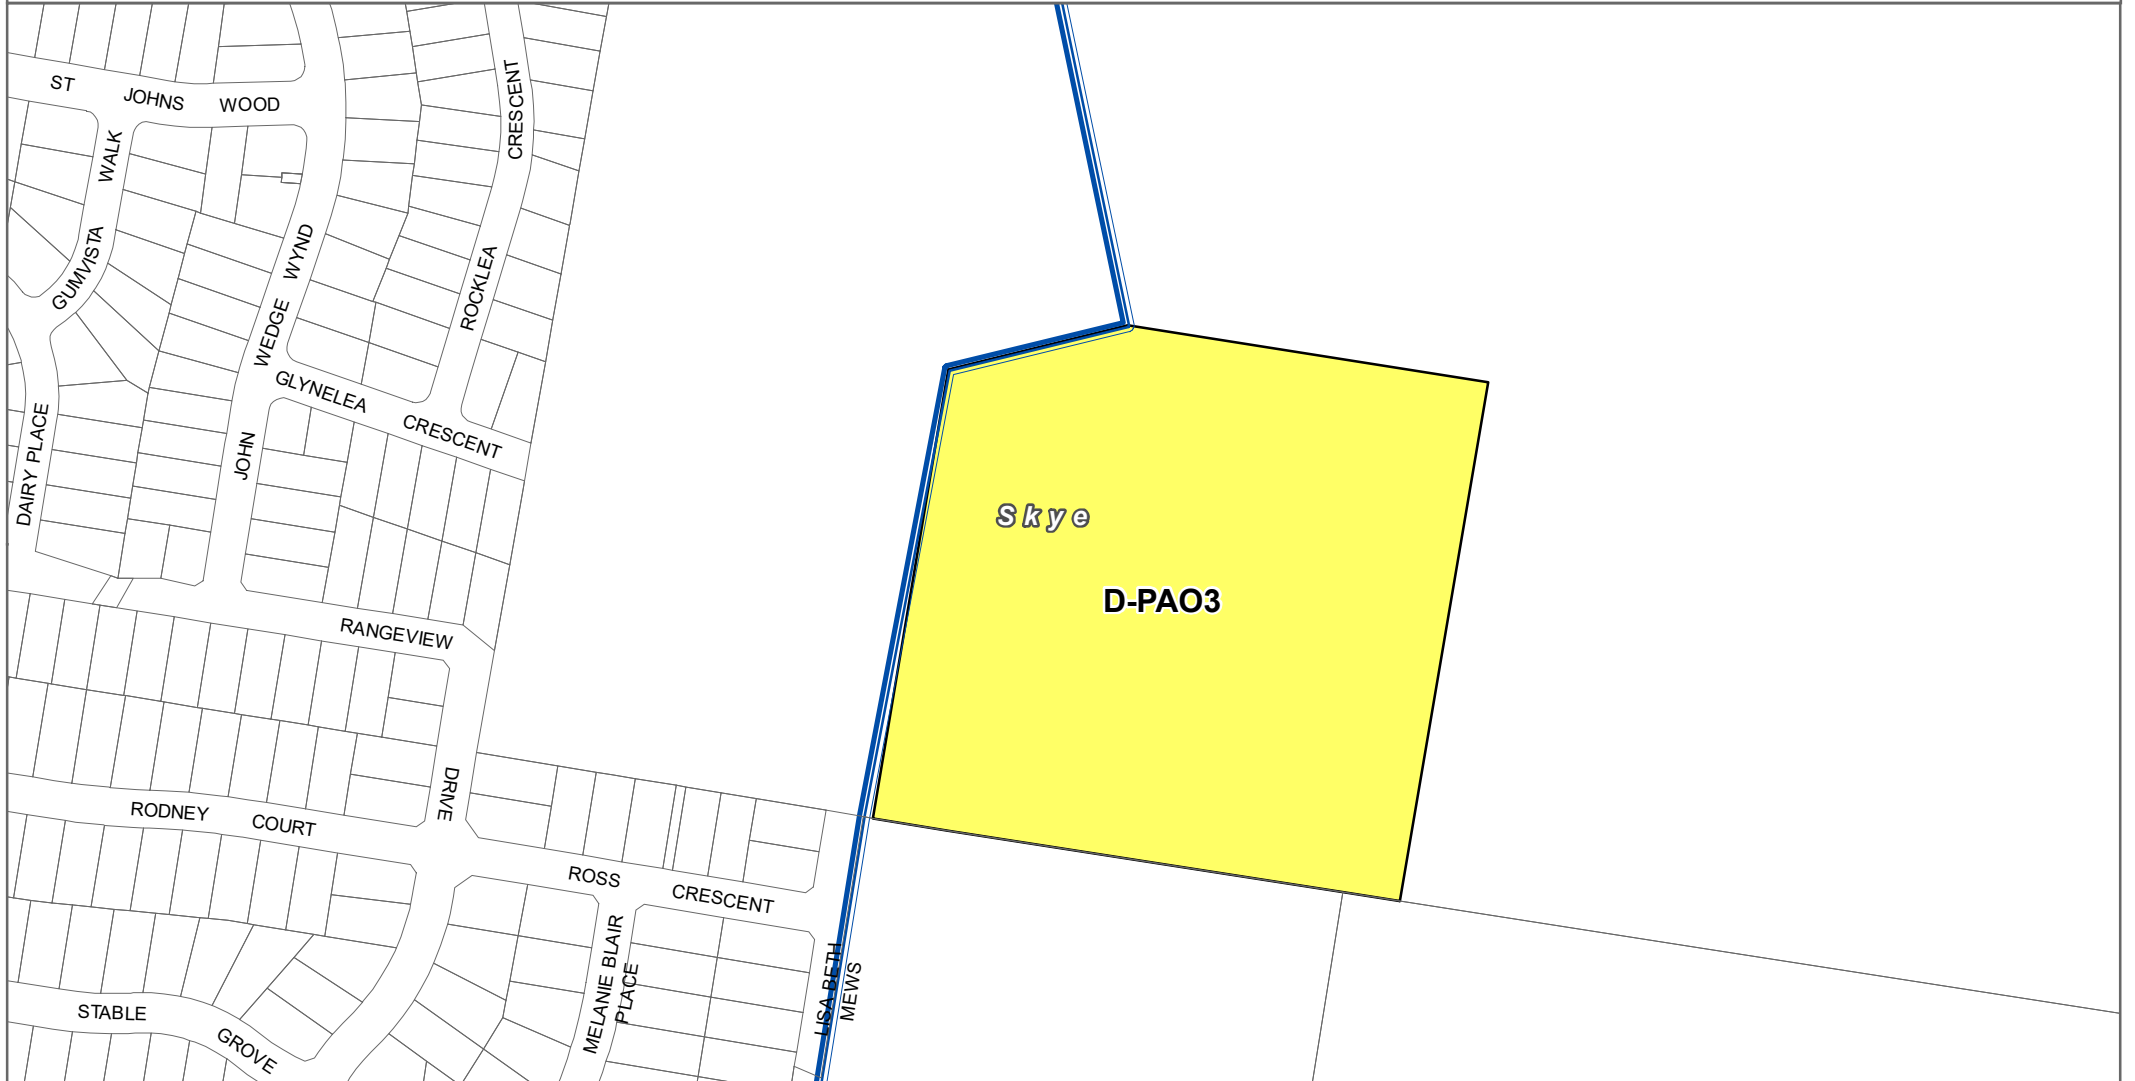 ST JOHNS WOOD
GUMVISTA WALK
JOHN WEDGE WYND
ROCKLEA CRESCENT
GLYNELEA CRESCENT
DAIRY PLACE
Skye
D-PAO3
RANGEVIEW DRIVE
RODNEY COURT
ROSS CRESCENT
MELANIE BLAIR
PLACE
LISA BETH
MEWS
STABLE GROVE